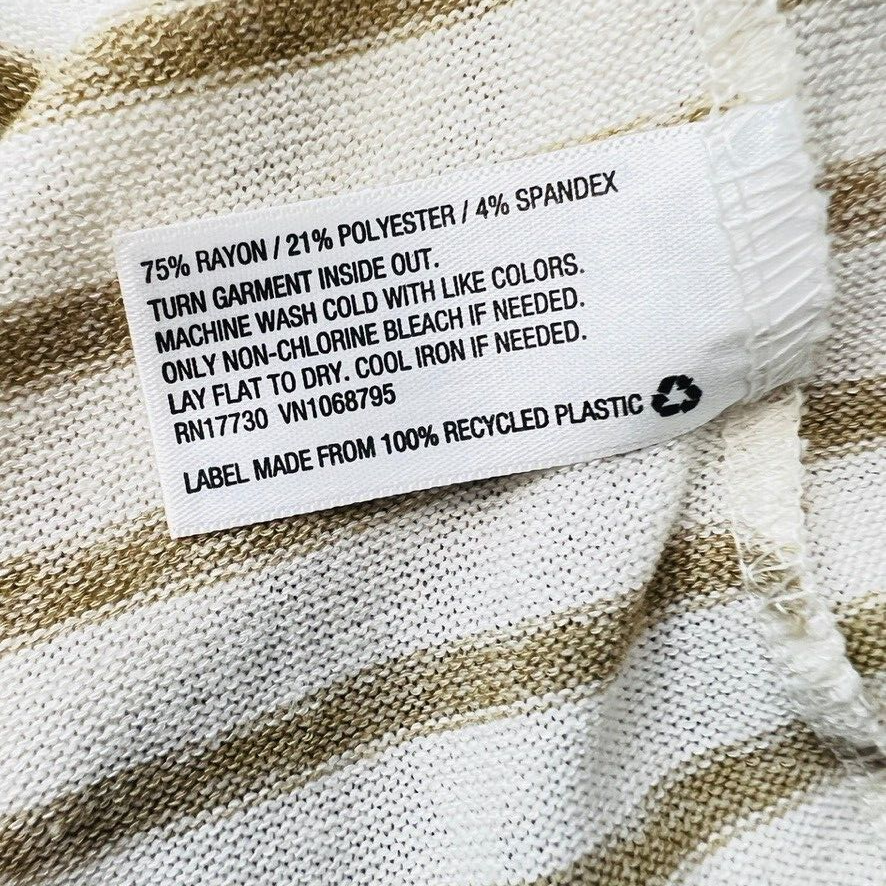 75% RAYON / 21% POLYESTER / 4% SPANDEX
TURN GARMENT INSIDE OUT.
MACHINE WASH COLD WITH LIKE COLORS.
ONLY NON-CHLORINE BLEACH IF NEEDED.
LAY FLAT TO DRY. COOL IRON IF NEEDED.
RN17730 VN1068795
LABEL MADE FROM 100% RECYCLED PLASTIC